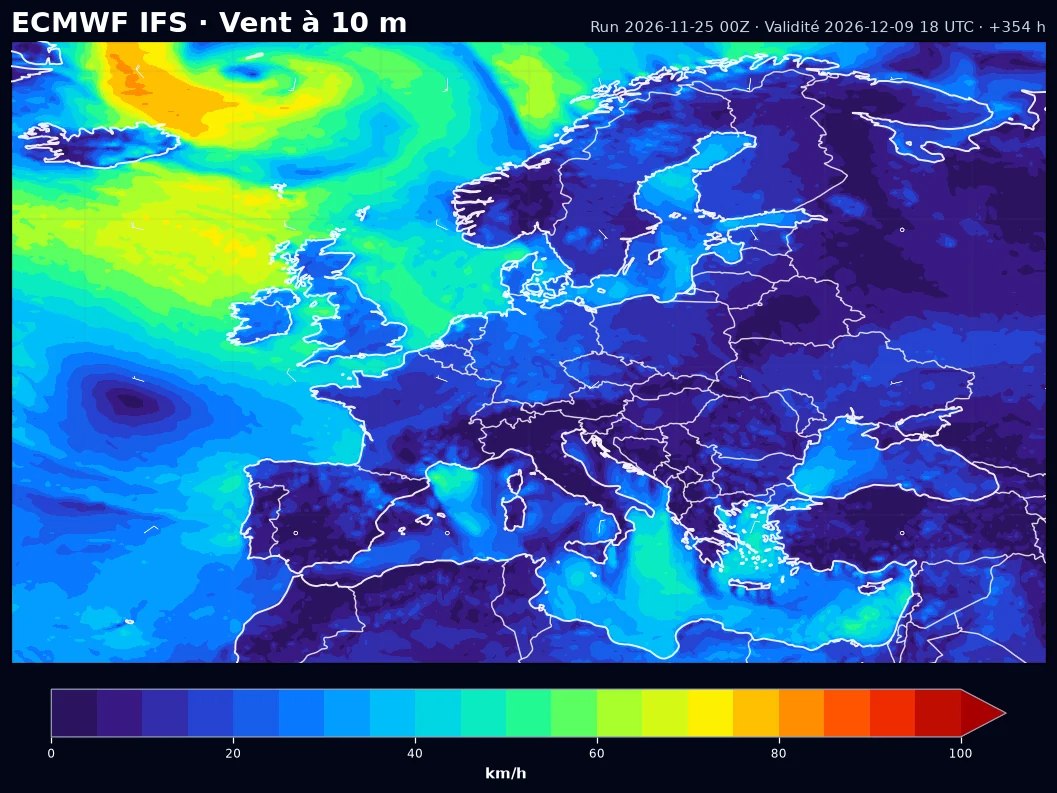 ECMWF IFS · Vent à 10 m
Run 2026-11-25 00Z · Validité 2026-12-09 18 UTC · +354 h
0 20 40 60 80 100
km/h